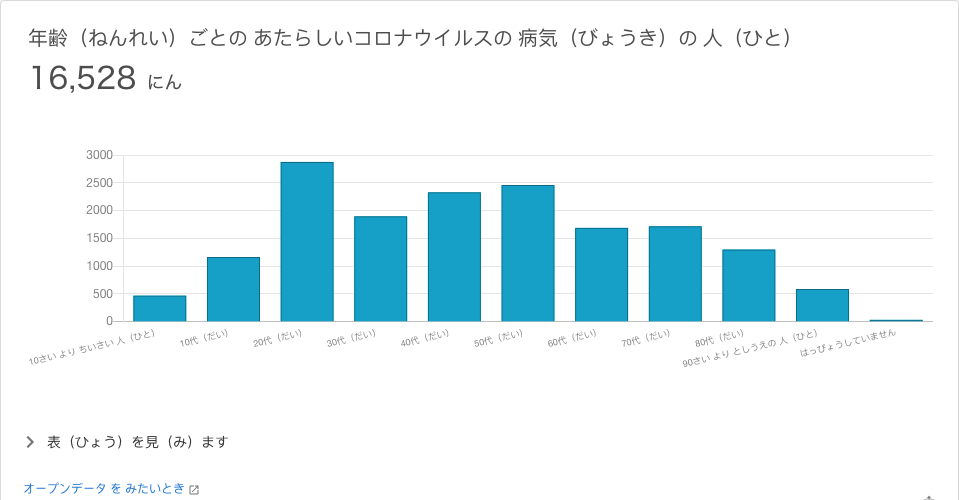 年齢（ねんれい）ごとの あたらしいコロナウイルスの 病気（びょうき）の 人（ひと）
16,528 にん
3000
2500
2000
1500
1000
500
0
10さい より ちいさい 人（ひと）
10代（だい）
20代（だい）
30代（だい）
40代（だい）
50代（だい）
60代（だい）
70代（だい）
80代（だい）
90さい より としうえの 人（ひと）
はっぴょうしていません
表（ひょう）を見（み）ます
オープンデータ を みたいとき